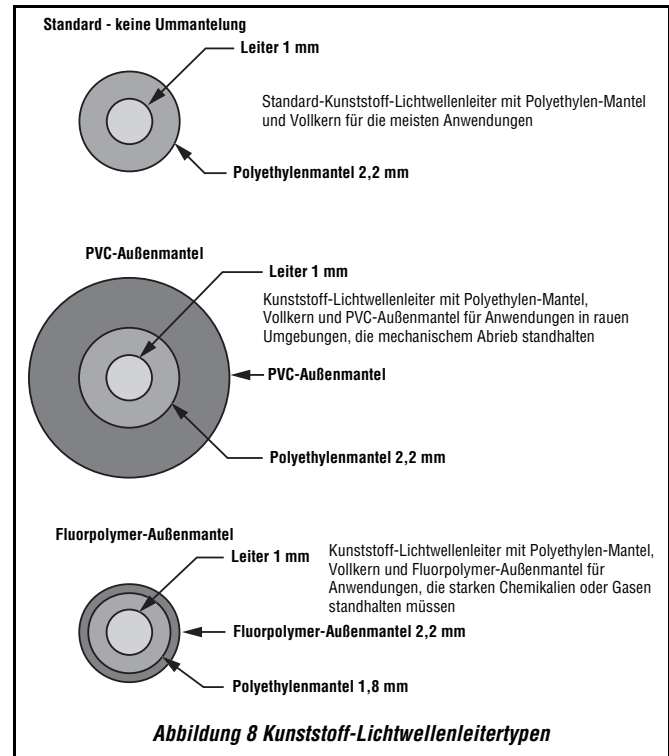 Standard - keine Ummantelung
Leiter 1 mm
Standard-Kunststoff-Lichtwellenleiter mit Polyethylen-Mantel
und Vollkern für die meisten Anwendungen
Polyethylenmantel 2,2 mm
PVC-Außenmantel
Leiter 1 mm
Kunststoff-Lichtwellenleiter mit Polyethylen-Mantel,
Vollkern und PVC-Außenmantel für Anwendungen in rauen
Umgebungen, die mechanischem Abrieb standhalten
PVC-Außenmantel
Polyethylenmantel 2,2 mm
Fluorpolymer-Außenmantel
Leiter 1 mm
Kunststoff-Lichtwellenleiter mit Polyethylen-Mantel,
Vollkern und Fluorpolymer-Außenmantel für
Anwendungen, die starken Chemikalien oder Gasen
standhalten müssen
Fluorpolymer-Außenmantel 2,2 mm
Polyethylenmantel 1,8 mm
Abbildung 8 Kunststoff-Lichtwellenleitertypen